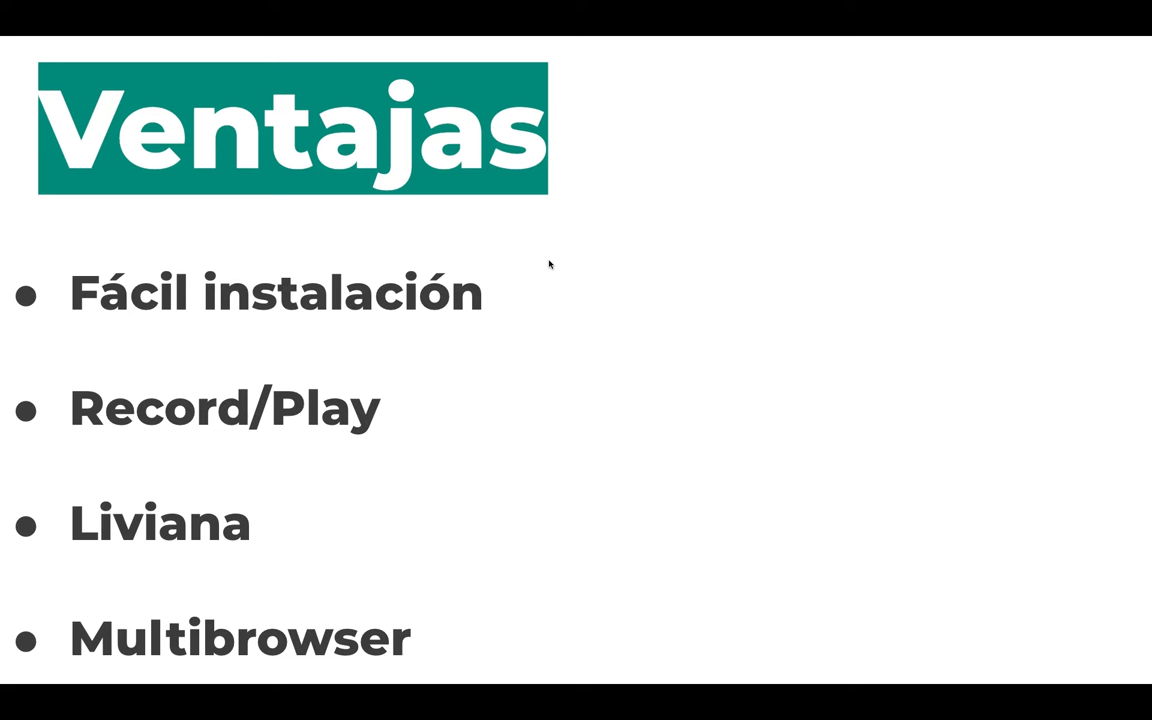 Ventajas
● Fácil instalación
● Record/Play
● Liviana
● Multibrowser